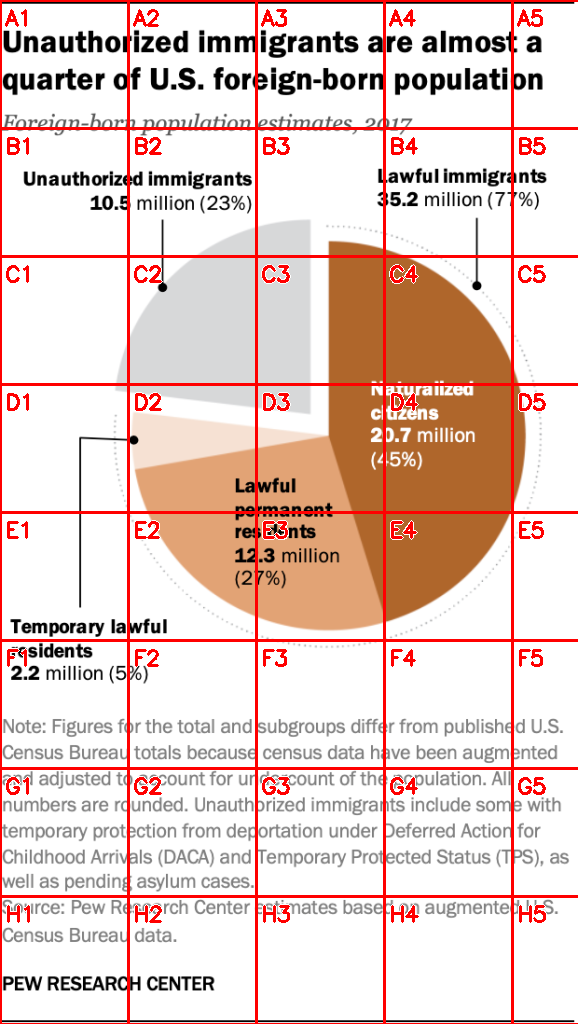 Unauthorized immigrants are almost a
quarter of U.S. foreign-born population
Foreign-born population estimates, 2017
Unauthorized immigrants
10.5 million (23%)
Lawful immigrants
35.2 million (77%)
Naturalized
citizens
20.7 million
(45%)
Lawful
permanent
residents
12.3 million
(27%)
Temporary lawful
residents
2.2 million (5%)
Note: Figures for the total and subgroups differ from published U.S.
Census Bureau totals because census data have been augmented
and adjusted to account for undercount of the population. All
numbers are rounded. Unauthorized immigrants include some with
temporary protection from deportation under Deferred Action for
Childhood Arrivals (DACA) and Temporary Protected Status (TPS), as
well as pending asylum cases.
Source: Pew Research Center estimates based on augmented U.S.
Census Bureau data.
PEW RESEARCH CENTER
A1 A2 A3 A4 A5
B1 B2 B3 B4 B5
C1 C2 C3 C4 C5
D1 D2 D3 D4 D5
E1 E2 E3 E4 E5
F1 F2 F3 F4 F5
G1 G2 G3 G4 G5
H1 H2 H3 H4 H5